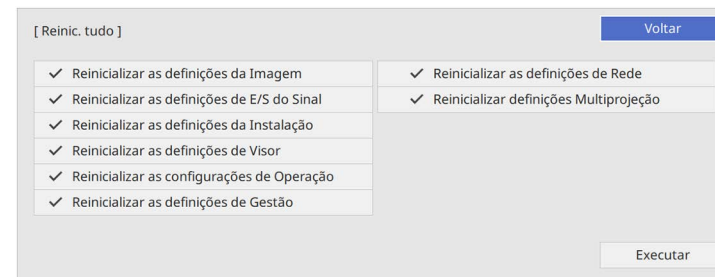 [ Reinic. tudo ]
Voltar
Reinicializar as definições da Imagem
Reinicializar as definições de E/S do Sinal
Reinicializar as definições da Instalação
Reinicializar as definições de Visor
Reinicializar as configurações de Operação
Reinicializar as definições de Gestão
Reinicializar as definições de Rede
Reinicializar definições Multiprojeção
Executar